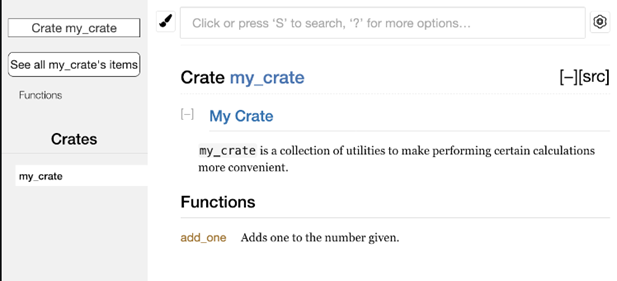 Crate my_crate
See all my_crate's items
Functions
Crates
my_crate
Click or press ‘S’ to search, ‘?’ for more options…
Crate my_crate
[−][src]
[−] My Crate
my_crate is a collection of utilities to make performing certain calculations
more convenient.
Functions
add_one Adds one to the number given.